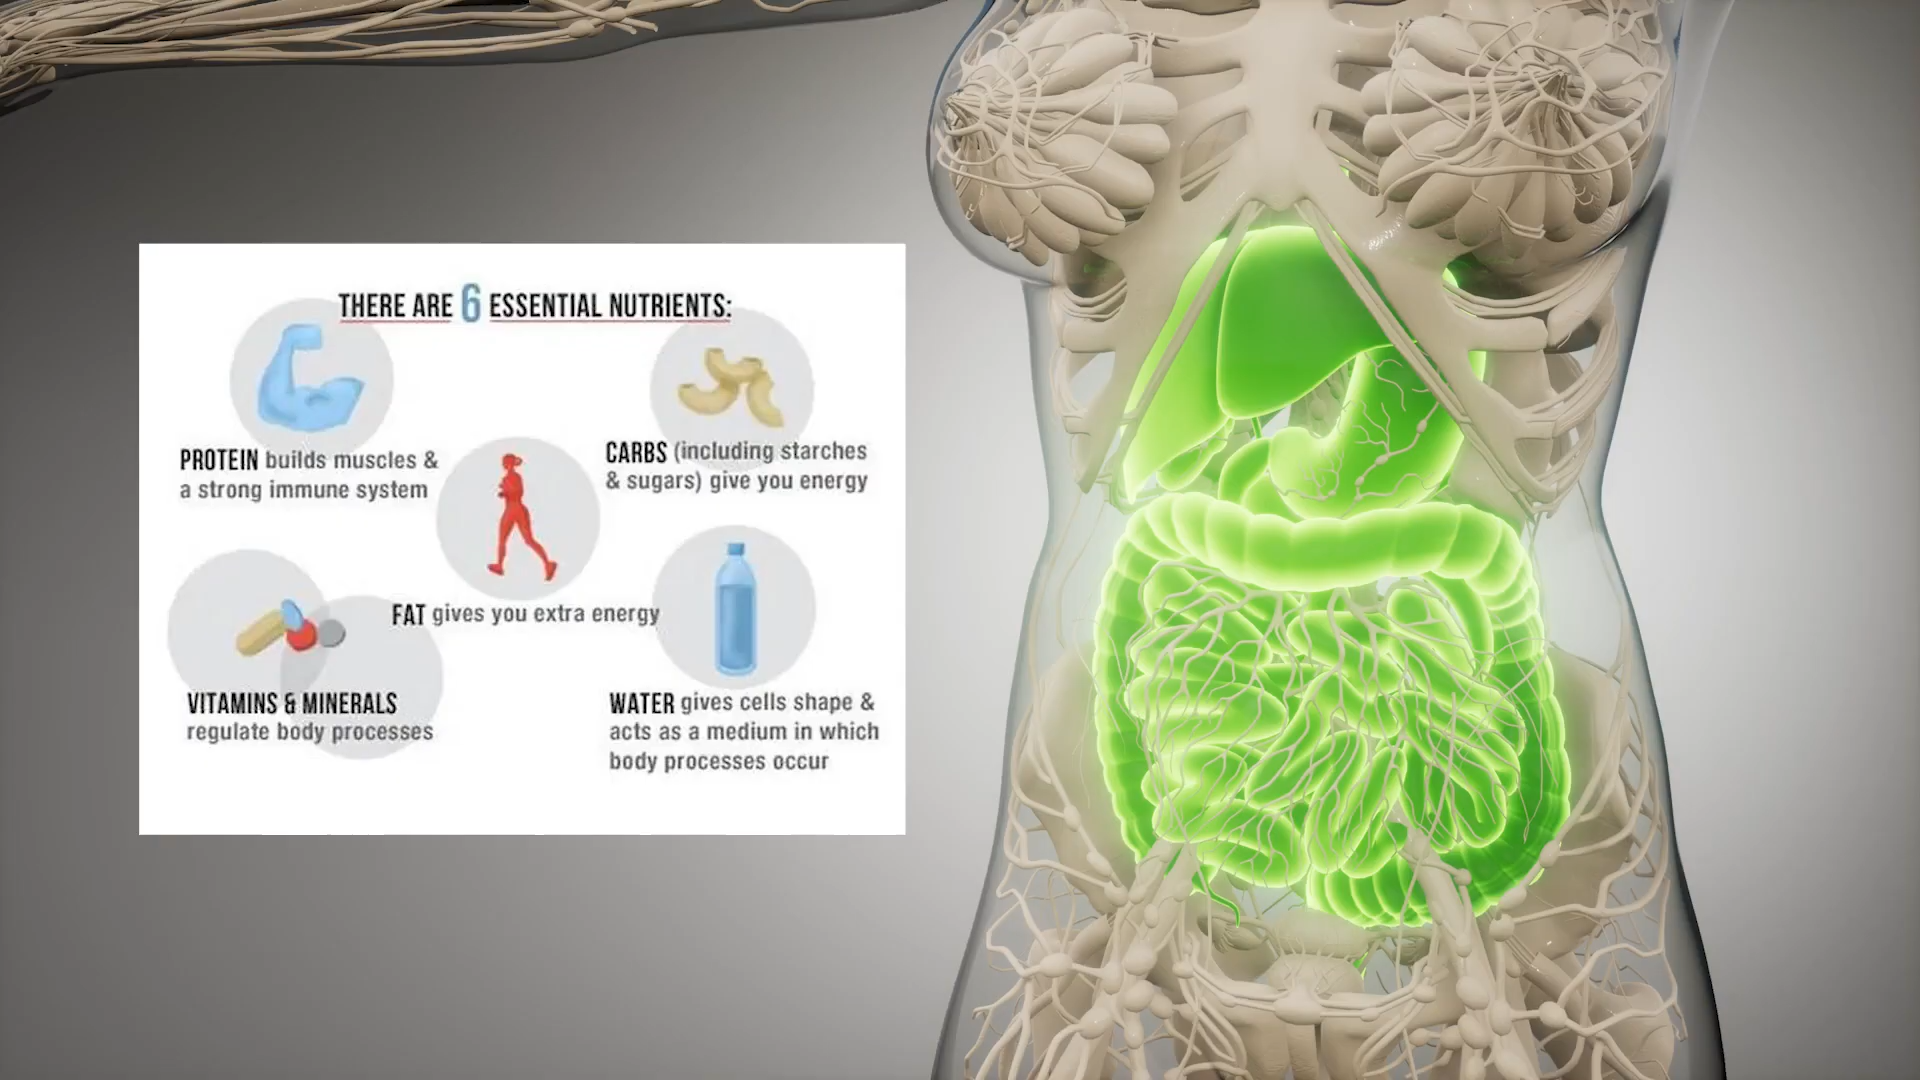 THERE ARE 6 ESSENTIAL NUTRIENTS:
PROTEIN builds muscles &
a strong immune system
CARBS (including starches
& sugars) give you energy
FAT gives you extra energy
VITAMINS & MINERALS
regulate body processes
WATER gives cells shape &
acts as a medium in which
body processes occur